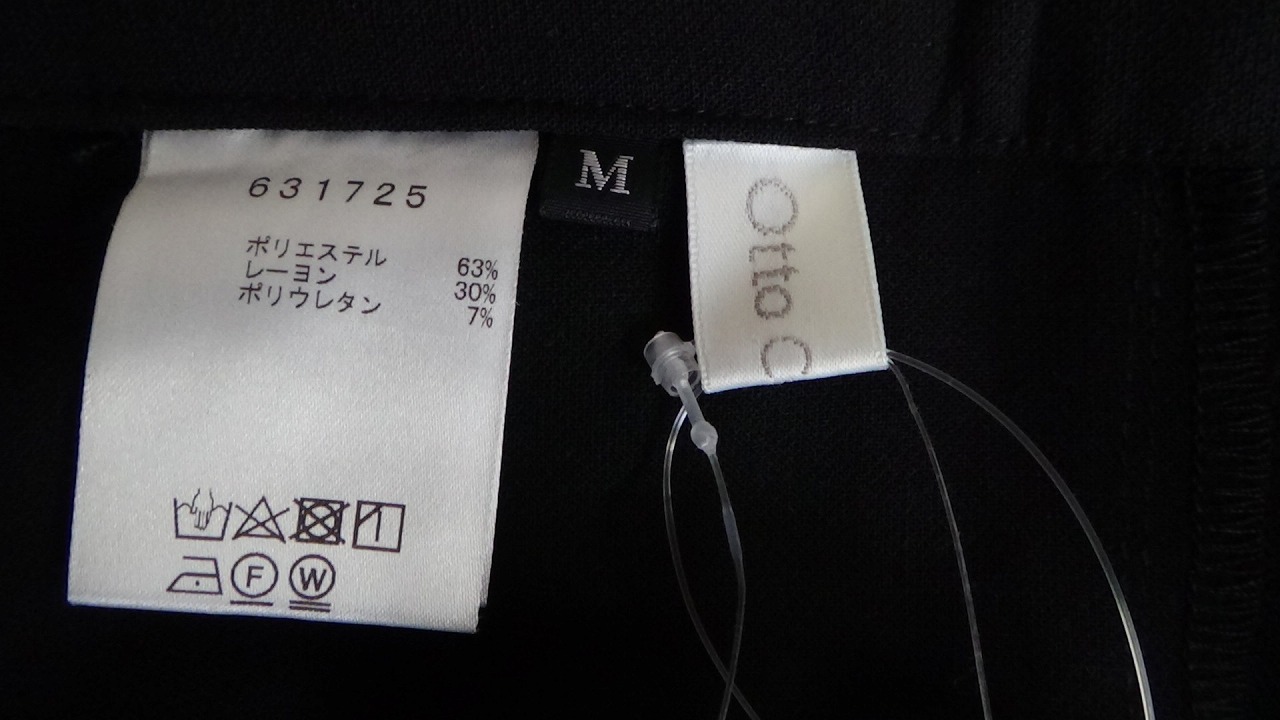 631725
ポリエステル 63%
レーヨン 30%
ポリウレタン 7%
F W
M
Otto C